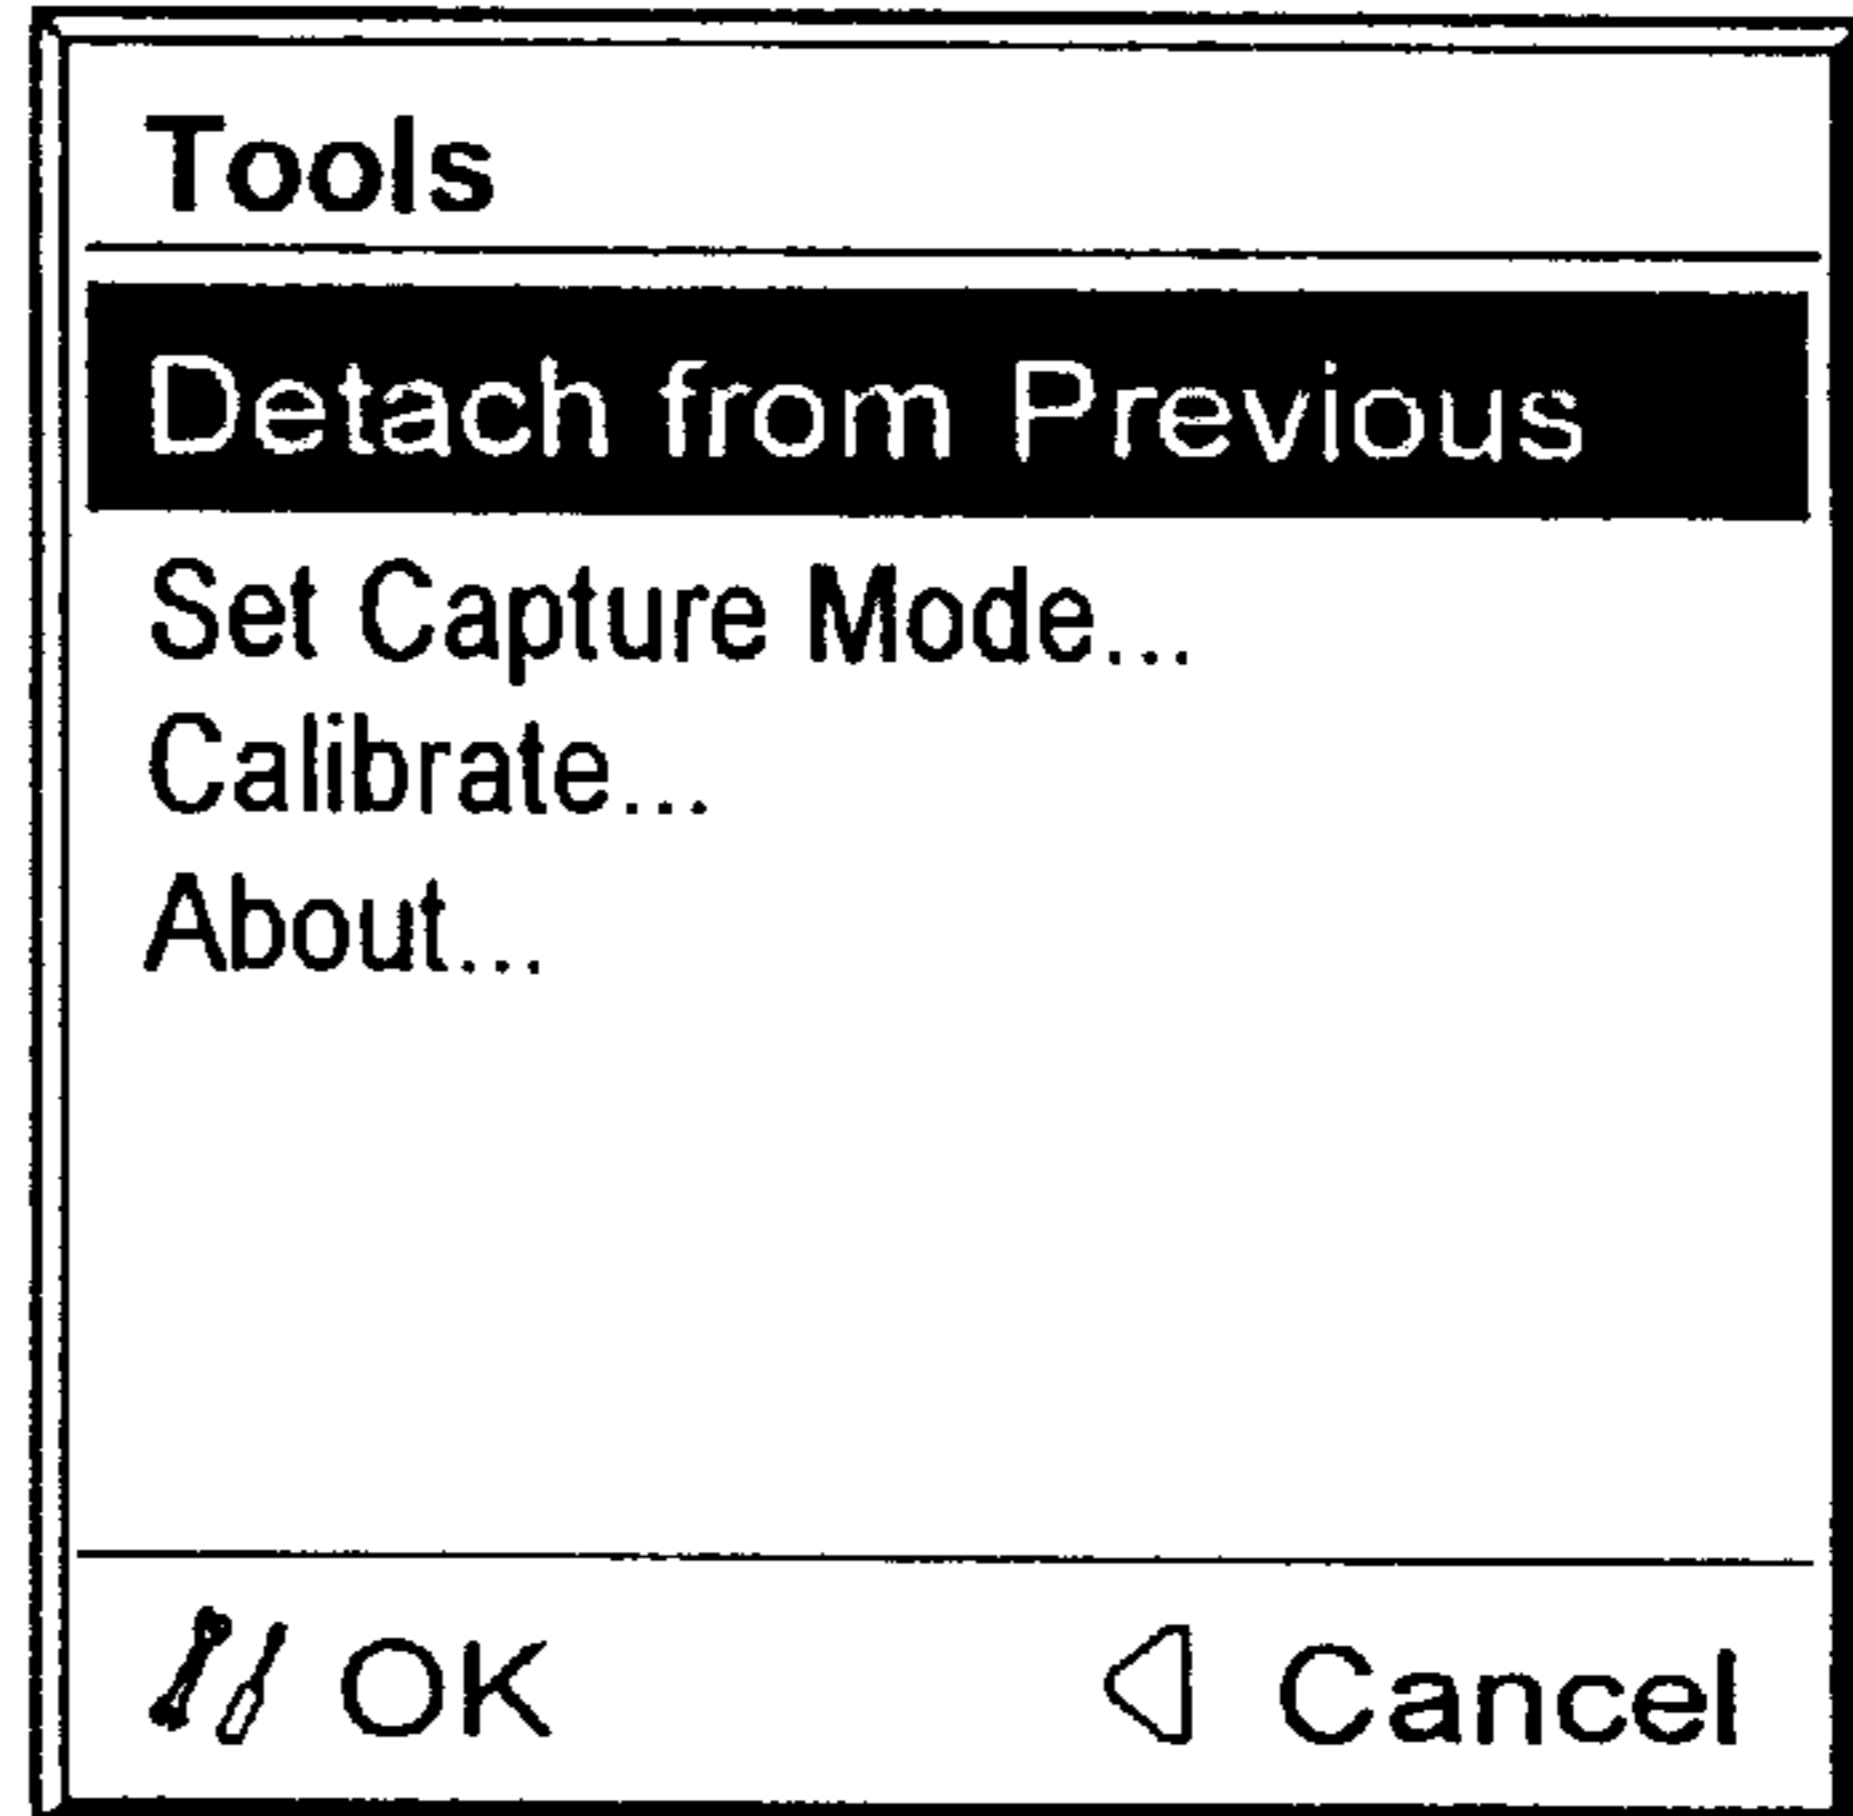 Tools
Detach from Previous
Set Capture Mode...
Calibrate...
About...
OK
Cancel